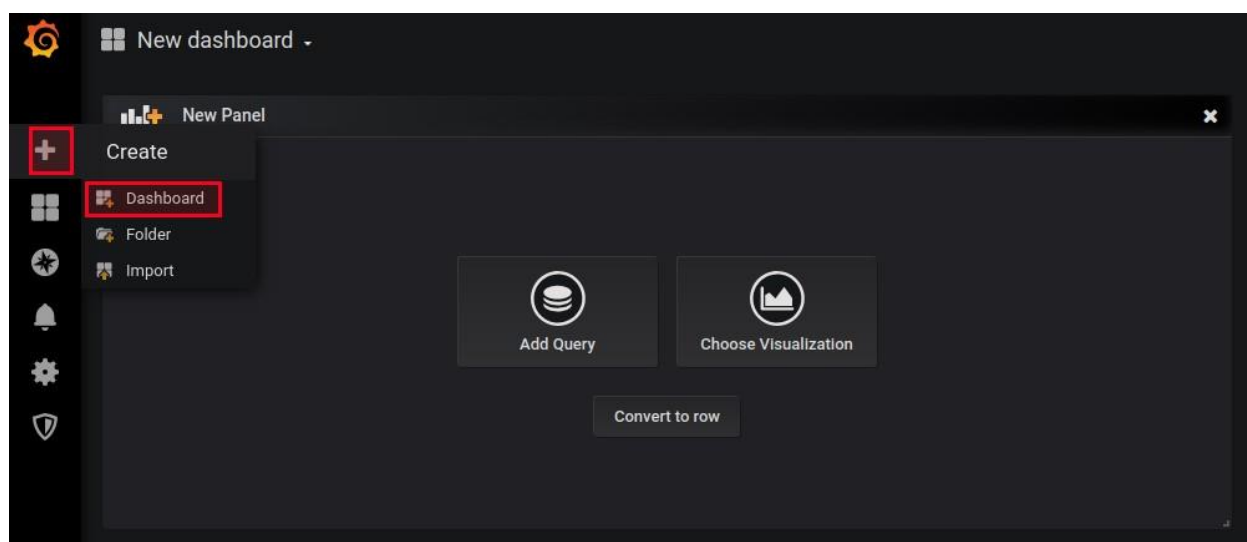 New dashboard
New Panel
Create
Dashboard
Folder
Import
Add Query
Choose Visualization
Convert to row